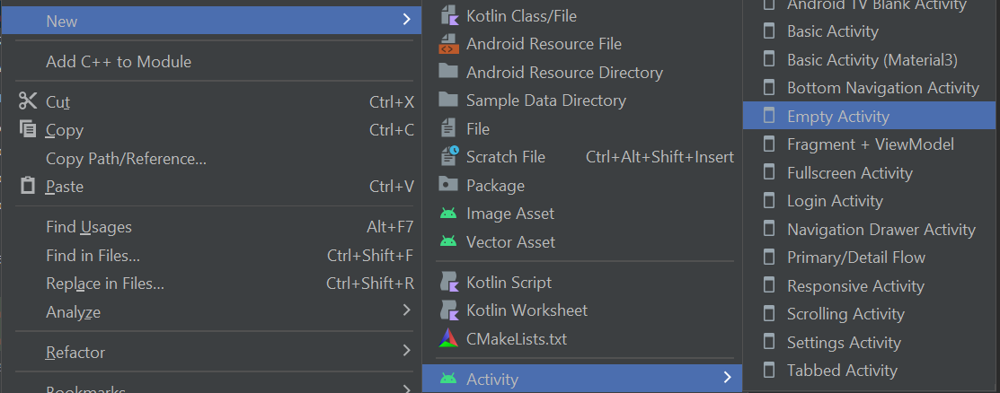 New
Add C++ to Module
Cut Ctrl+X
Copy Ctrl+C
Copy Path/Reference...
Paste Ctrl+V
Find Usages Alt+F7
Find in Files... Ctrl+Shift+F
Replace in Files... Ctrl+Shift+R
Analyze
Refactor
Bookmarks
Kotlin Class/File
Android Resource File
Android Resource Directory
Sample Data Directory
File
Scratch File Ctrl+Alt+Shift+Insert
Package
Image Asset
Vector Asset
Kotlin Script
Kotlin Worksheet
CMakeLists.txt
Activity
Android TV Blank Activity
Basic Activity
Basic Activity (Material3)
Bottom Navigation Activity
Empty Activity
Fragment + ViewModel
Fullscreen Activity
Login Activity
Navigation Drawer Activity
Primary/Detail Flow
Responsive Activity
Scrolling Activity
Settings Activity
Tabbed Activity